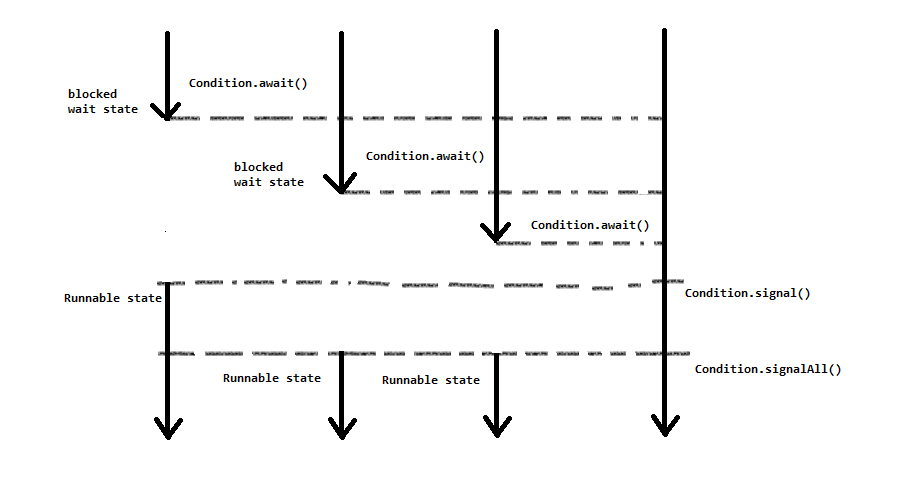 Condition.await()
blocked
wait state
Condition.await()
blocked
wait state
Condition.await()
Runnable state
Condition.signal()
Condition.signalAll()
Runnable state
Runnable state